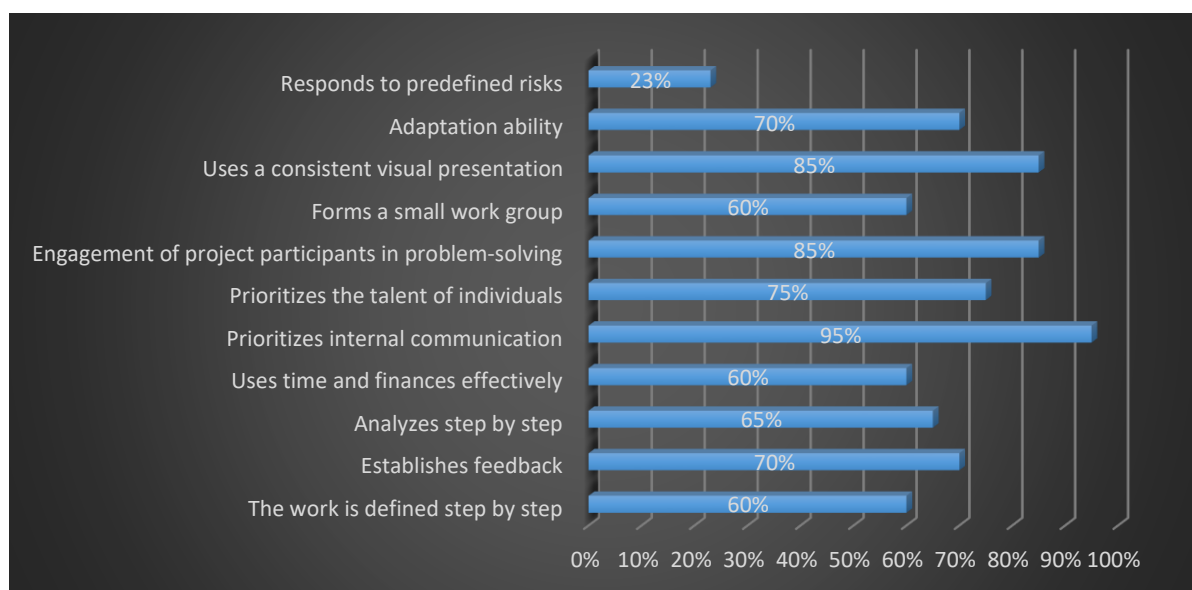 Responds to predefined risks 23%
Adaptation ability 70%
Uses a consistent visual presentation 85%
Forms a small work group 60%
Engagement of project participants in problem-solving 85%
Prioritizes the talent of individuals 75%
Prioritizes internal communication 95%
Uses time and finances effectively 60%
Analyzes step by step 65%
Establishes feedback 70%
The work is defined step by step 60%
0% 10% 20% 30% 40% 50% 60% 70% 80% 90% 100%